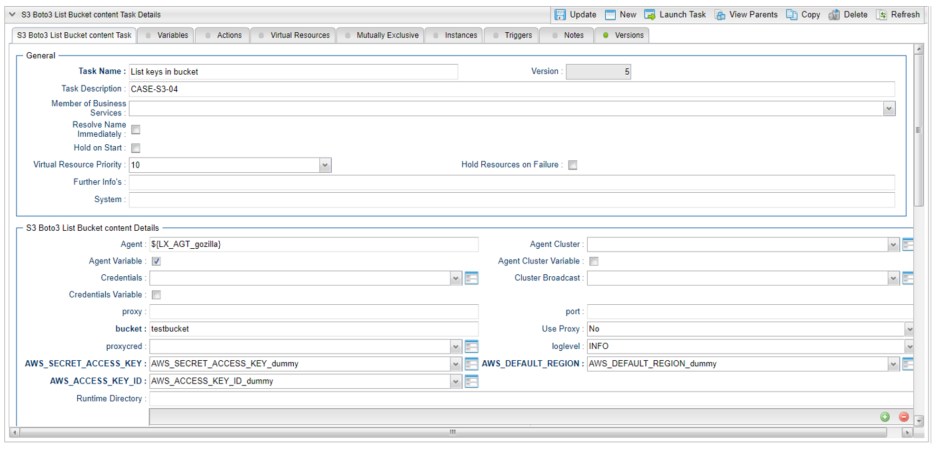 S3 Boto3 List Bucket content Task Details Update New Launch Task View Parents Copy Delete Refresh
S3 Boto3 List Bucket content Task Variables Actions Virtual Resources Mutually Exclusive Instances Triggers Notes Versions
General
Task Name : List keys in bucket Version : 5
Task Description : CASE-S3-04
Member of Business
Services :
Resolve Name
Immediately :
Hold on Start :
Virtual Resource Priority : 10 Hold Resources on Failure :
Further Info's :
System :
S3 Boto3 List Bucket content Details
Agent : ${LX_AGT_gozilla} Agent Cluster :
Agent Variable : Agent Cluster Variable :
Credentials : Cluster Broadcast :
Credentials Variable :
proxy : port :
bucket : testbucket Use Proxy : No
proxycred : loglevel : INFO
AWS_SECRET_ACCESS_KEY : AWS_SECRET_ACCESS_KEY_dummy AWS_DEFAULT_REGION : AWS_DEFAULT_REGION_dummy
AWS_ACCESS_KEY_ID : AWS_ACCESS_KEY_ID_dummy
Runtime Directory :